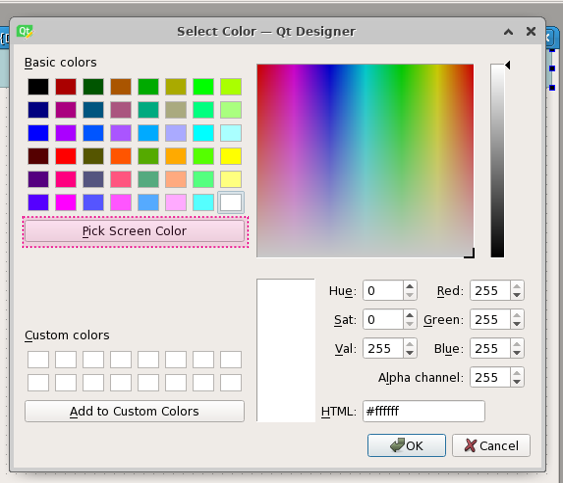 Select Color — Qt Designer
Basic colors
Pick Screen Color
Hue: 0 Red: 255
Sat: 0 Green: 255
Val: 255 Blue: 255
Custom colors
Alpha channel: 255
Add to Custom Colors
HTML: #ffffff
OK Cancel